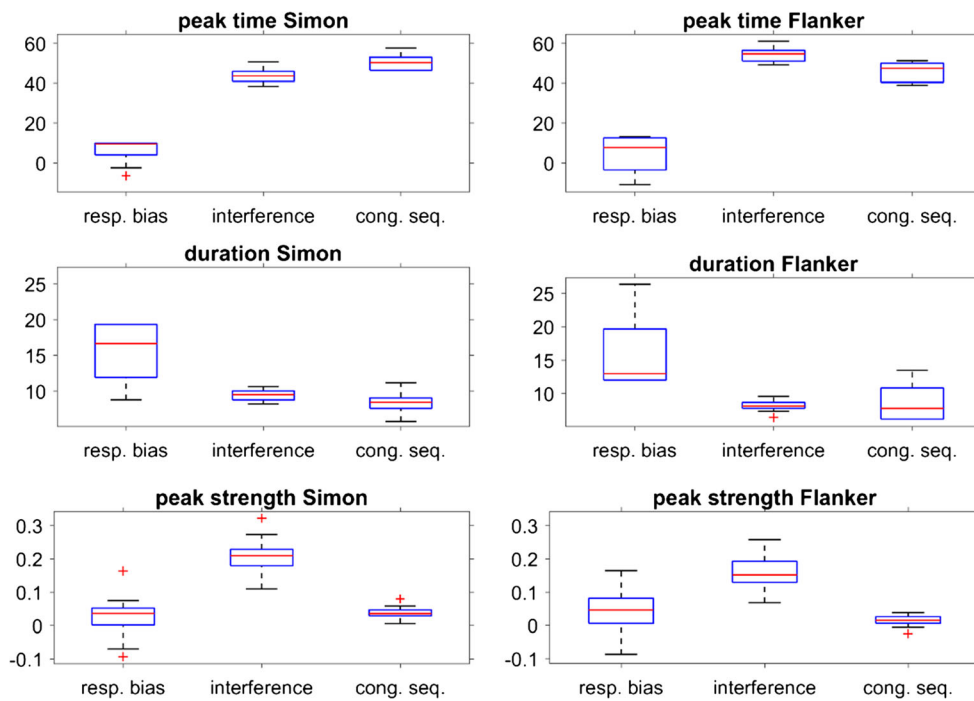 peak time Simon
60
40
20
0
resp. bias interference cong. seq.
peak time Flanker
60
40
20
0
resp. bias interference cong. seq.
duration Simon
25
20
15
10
resp. bias interference cong. seq.
duration Flanker
25
20
15
10
resp. bias interference cong. seq.
peak strength Simon
0.3
0.2
0.1
0
-0.1
resp. bias interference cong. seq.
peak strength Flanker
0.3
0.2
0.1
0
-0.1
resp. bias interference cong. seq.